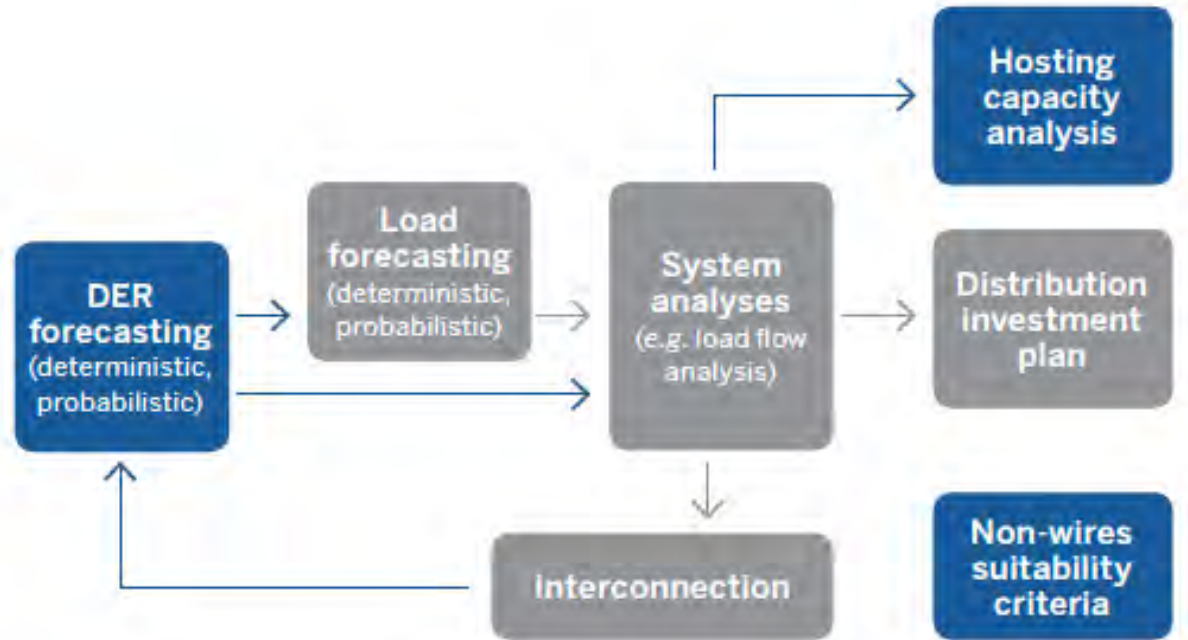 Hosting
capacity
analysis
Load
forecasting
(deterministic,
probabilistic)
DER
forecasting
(deterministic,
probabilistic)
System
analyses
(e.g. load flow
analysis)
Distribution
investment
plan
Interconnection
Non-wires
suitability
criteria